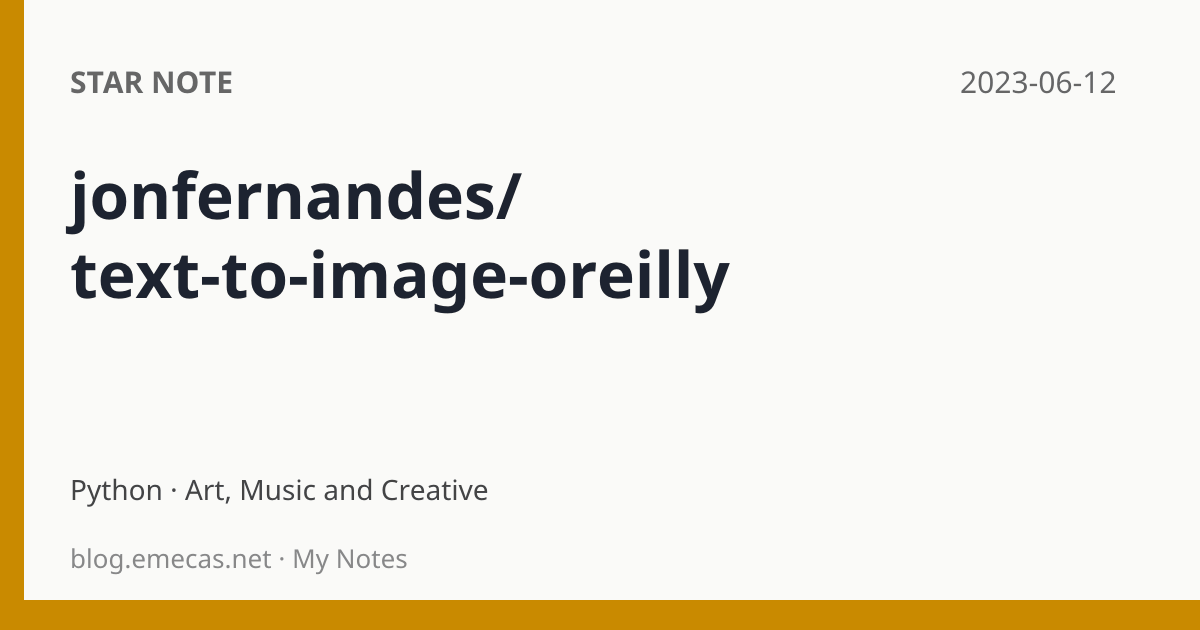 STAR NOTE
2023-06-12
jonfernandes/
text-to-image-oreilly
Python · Art, Music and Creative
blog.emecas.net · My Notes